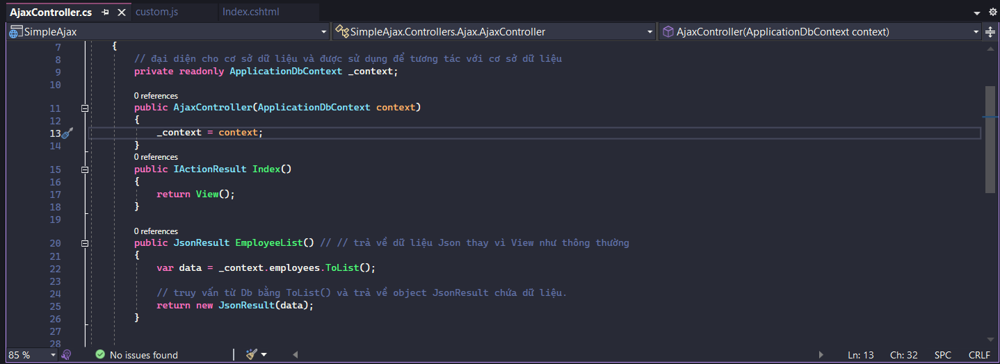 AjaxController.cs custom.js Index.cshtml
SimpleAjax SimpleAjax.Controllers.Ajax.AjaxController AjaxController(ApplicationDbContext context)
7 {
8 // đại diện cho cơ sở dữ liệu và được sử dụng để tương tác với cơ sở dữ liệu
9 private readonly ApplicationDbContext _context;
10
0 references
11 public AjaxController(ApplicationDbContext context)
12 {
13 _context = context;
14 }
0 references
15 public IActionResult Index()
16 {
17 return View();
18 }
19
0 references
20 public JsonResult EmployeeList() // // trả về dữ liệu Json thay vì View như thông thường
21 {
22 var data = _context.employees.ToList();
23
24 // truy vấn từ Db bằng ToList() và trả về object JsonResult chứa dữ liệu.
25 return new JsonResult(data);
26 }
27
28
85 % No issues found Ln: 13 Ch: 32 SPC CRLF